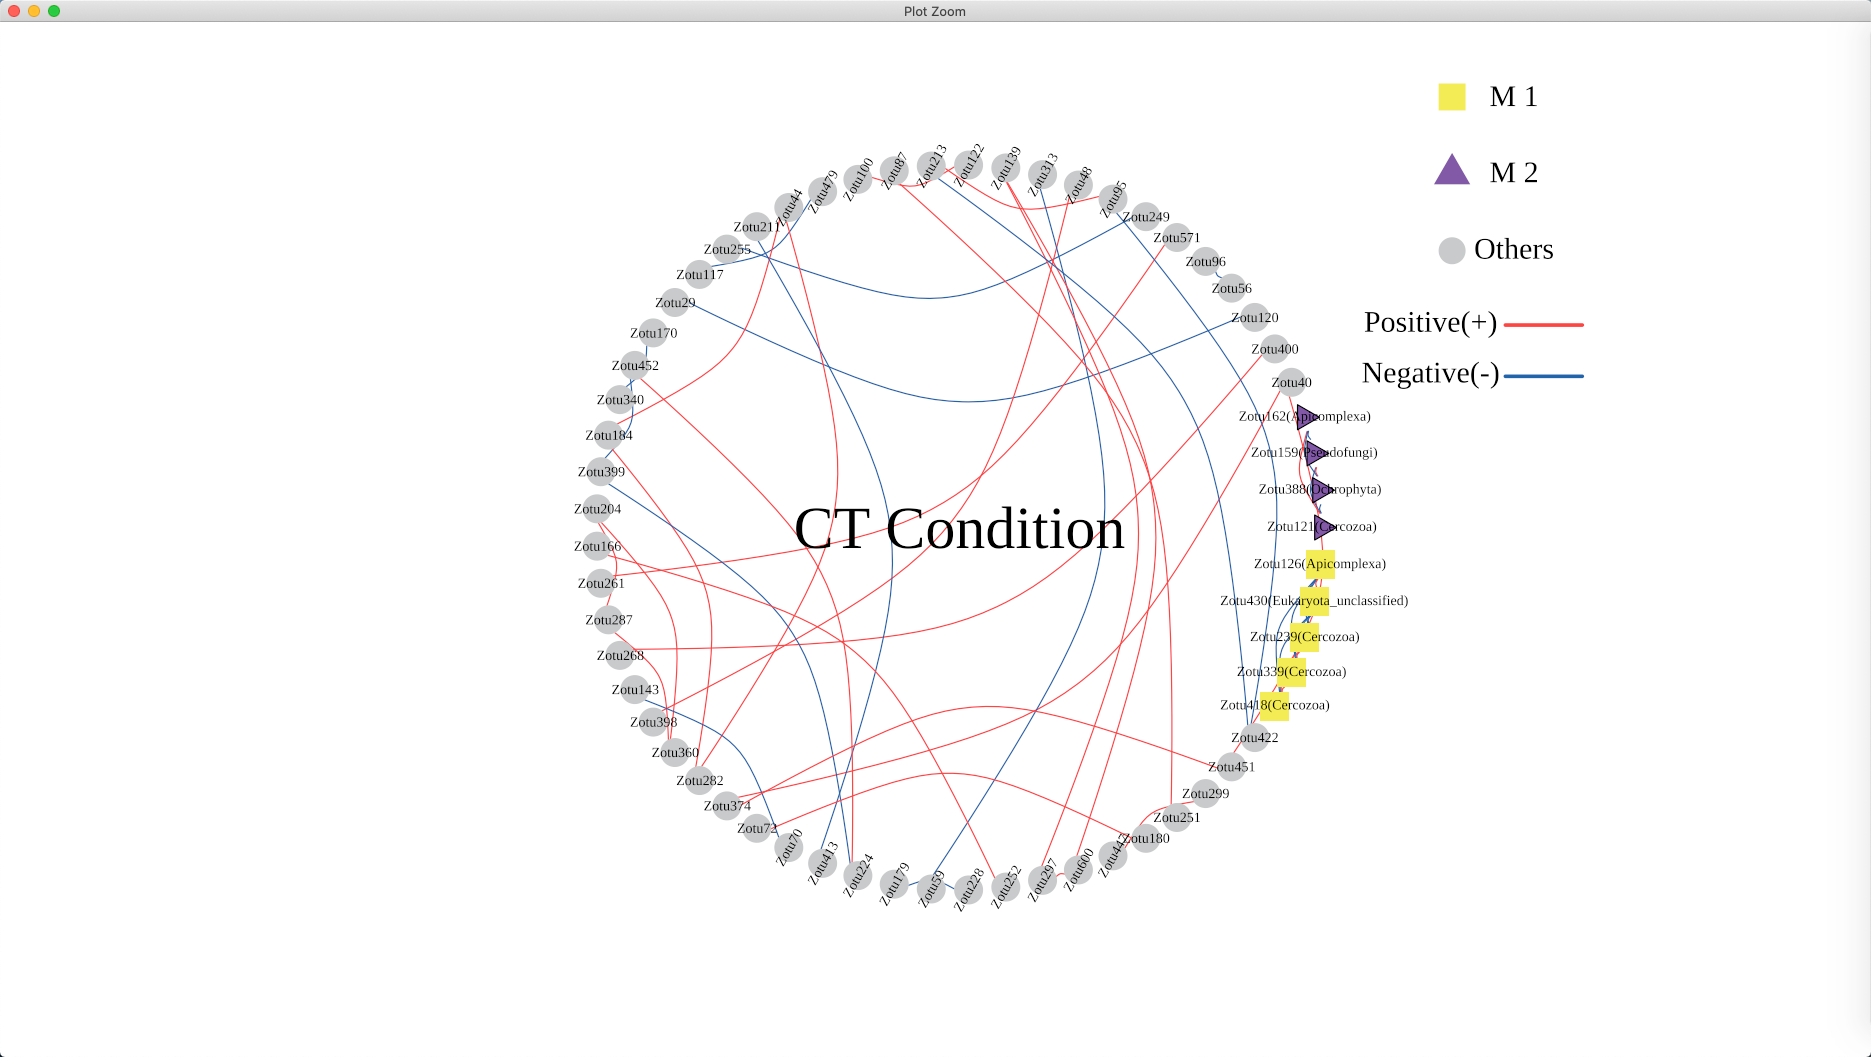 Plot Zoom
M 1
M 2
Others
Positive(+)
Negative(-)
CT Condition
Zotu100
Zotu87
Zotu213
Zotu122
Zotu139
Zotu313
Zotu48
Zotu95
Zotu249
Zotu571
Zotu96
Zotu56
Zotu120
Zotu400
Zotu40
Zotu162(Apicomplexa)
Zotu159(Pseudofungi)
Zotu388(Ochrophyta)
Zotu121(Cercozoa)
Zotu126(Apicomplexa)
Zotu430(Eukaryota_unclassified)
Zotu239(Cercozoa)
Zotu339(Cercozoa)
Zotu418(Cercozoa)
Zotu422
Zotu451
Zotu299
Zotu251
Zotu180
Zotu600
Zotu297
Zotu252
Zotu228
Zotu59
Zotu179
Zotu224
Zotu413
Zotu70
Zotu72
Zotu374
Zotu282
Zotu360
Zotu398
Zotu143
Zotu268
Zotu287
Zotu261
Zotu166
Zotu204
Zotu399
Zotu184
Zotu340
Zotu452
Zotu170
Zotu29
Zotu117
Zotu255
Zotu211
Zotu44
Zotu479